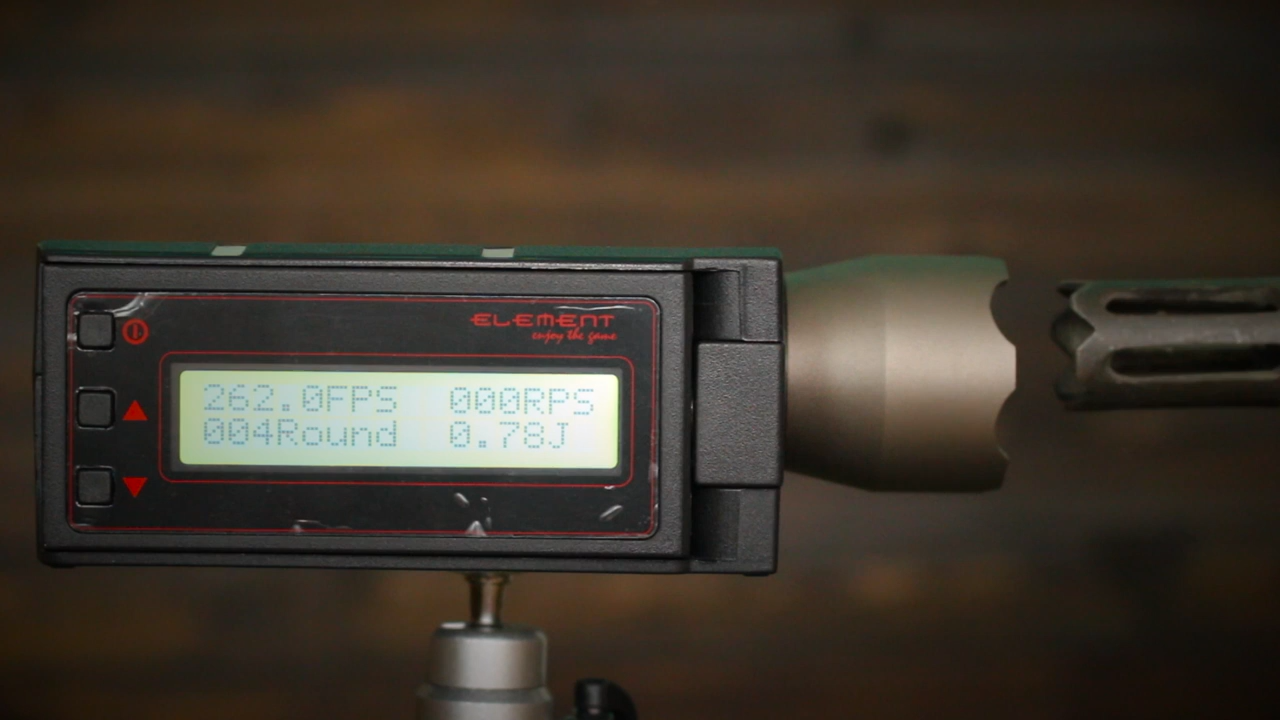 ELEMENT
enjoy the game
262.0FPS 000RPS
004Round 0.78J